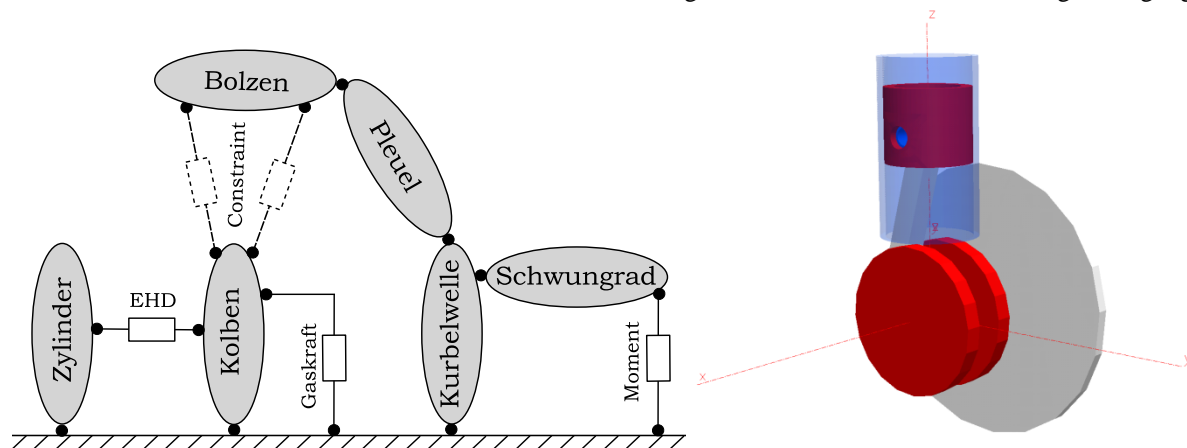 Bolzen
Pleuel
Constraint
Zylinder
EHD
Kolben
Gaskraft
Kurbelwelle
Schwungrad
Moment
z
z
x
y